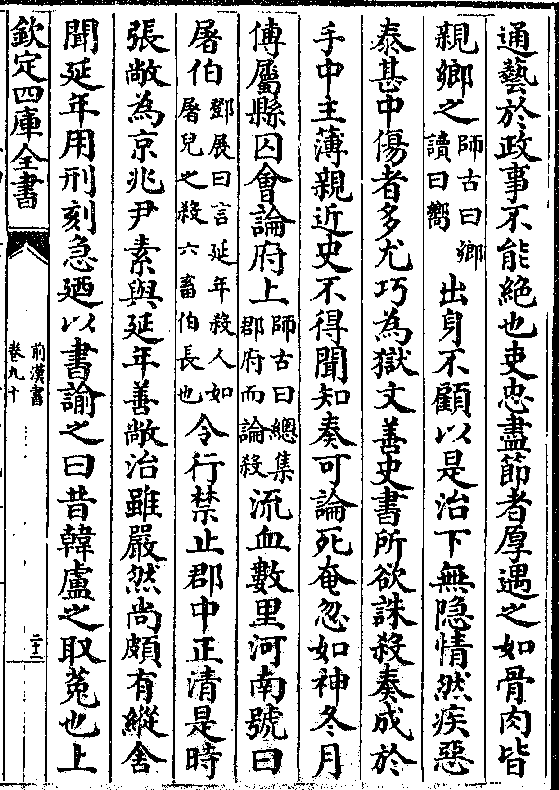 通藝於政事不能絶也吏忠盡節者厚遇之如骨肉皆
親鄉之師古曰鄉讀曰嚮出身不顧以是治下無隐情然疾惡
泰甚中傷者多尤巧為獄文善史書所欲誅殺奏成於
手中主薄親近史不得聞知奏可論死奄忽如神冬月
傅屬縣囚會論府上師古曰總集郡府而論殺流血數里河南號曰
屠伯鄧展曰言延年殺人如屠兒之殺六畜伯長也令行禁止郡中正清是時
張敞為京兆尹素與延年善敞治雖嚴然尚頗有縱舍
聞延年用刑刻急廼以書諭之曰昔韓盧之取菟也上
欽定四庫全書
前漢書
卷九十